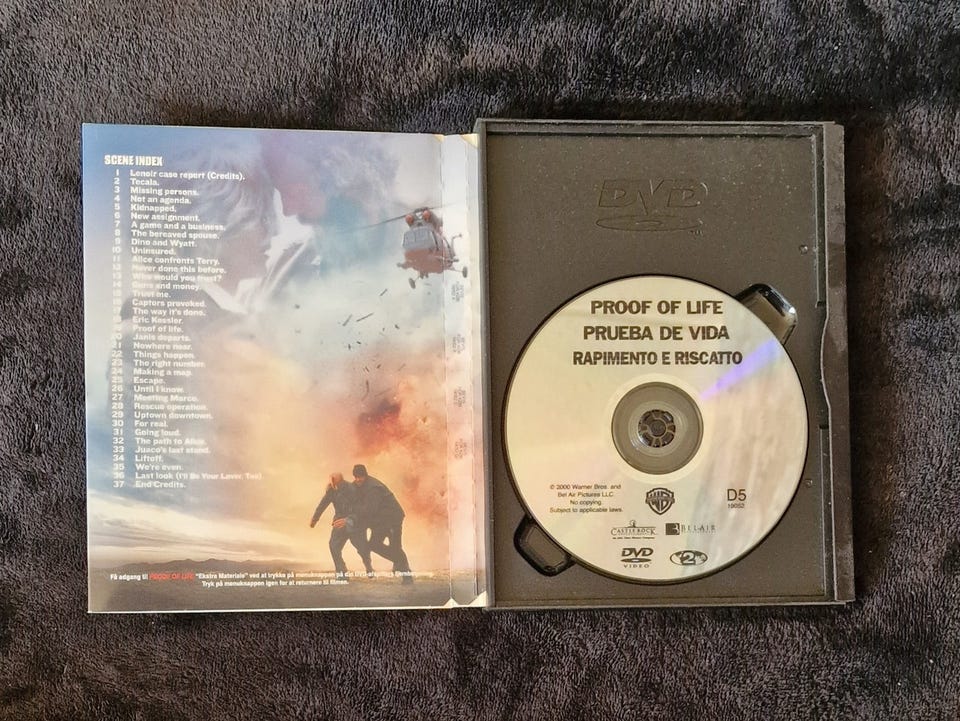 SCENE INDEX
1 Lenoir case report (Credits).
2 Tecala.
3 Missing persons.
4 Not an agenda.
5 Kidnapped.
6 New assignment.
7 A game and a business.
8 The bereaved spouse.
9 Dino and Wyatt.
10 Uninsured.
11 Alice confronts Terry.
12 Never done this before.
13 Who would you trust?
14 Guns and money.
15 Trust me.
16 Captors provoked.
17 The way it's done.
18 Eric Kessler.
19 Proof of life.
20 Janis departs.
21 Nowhere near.
22 Things happen.
23 The right number.
24 Making a map.
25 Escape.
26 Until I know.
27 Meeting Marco.
28 Rescue operation.
29 Uptown downtown.
30 For real.
31 Going loud.
32 The path to Alice.
33 Juaco's last stand.
34 Liftoff.
35 We're even.
36 Last look (I'll Be Your Lover, Too)
37 End Credits.
Få adgang til PROOF OF LIFE "Ekstra Materiale" ved at trykke på menuknappen på din DVD-afspillers fjernbetjening.
Tryk på menuknappen igen for at returnere til filmen.
DVD
PROOF OF LIFE
PRUEBA DE VIDA
RAPIMENTO E RISCATTO
© 2000 Warner Bros. and
Bel Air Pictures LLC.
No copying.
Subject to applicable laws.
WB
D5
19052
CASTLE ROCK
BEL-AIR
DVD
VIDEO
2